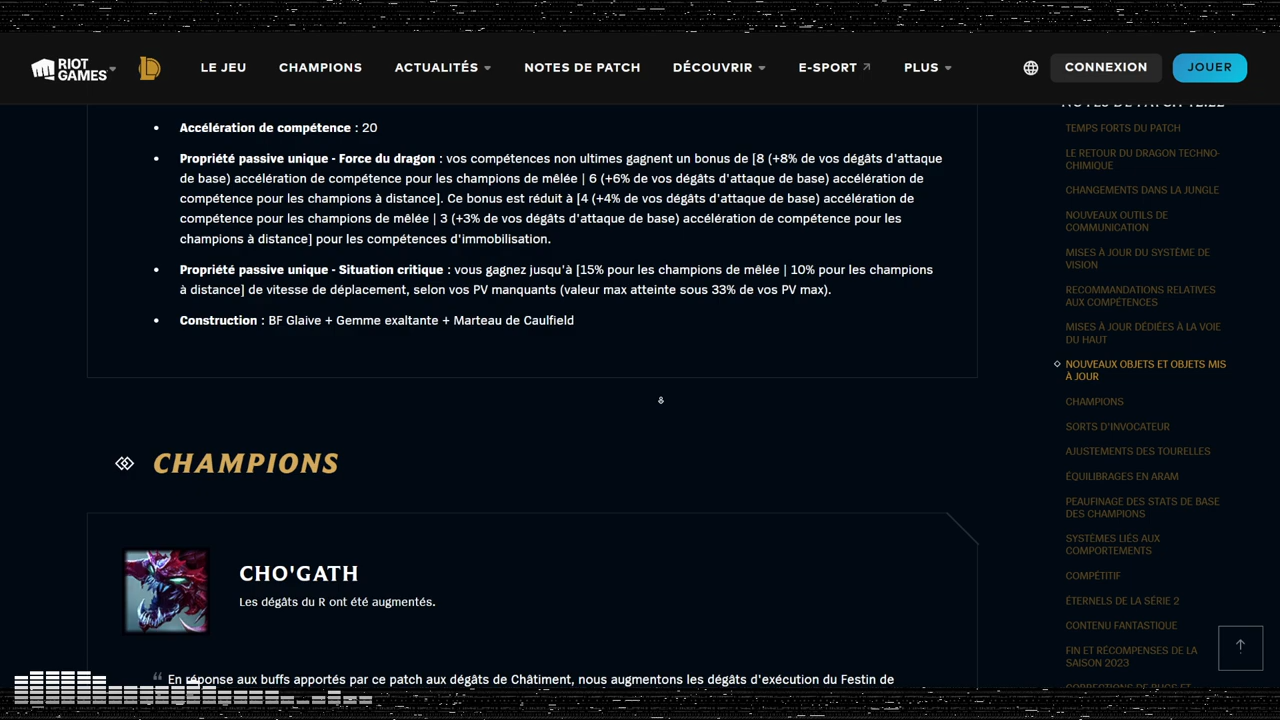 RIOT GAMES
LE JEU
CHAMPIONS
ACTUALITÉS
NOTES DE PATCH
DÉCOUVRIR
E-SPORT
PLUS
CONNEXION
JOUER
Accélération de compétence : 20
Propriété passive unique - Force du dragon : vos compétences non ultimes gagnent un bonus de [8 (+8% de vos dégâts d'attaque
de base) accélération de compétence pour les champions de mêlée | 6 (+6% de vos dégâts d'attaque de base) accélération de
compétence pour les champions à distance]. Ce bonus est réduit à [4 (+4% de vos dégâts d'attaque de base) accélération de
compétence pour les champions de mêlée | 3 (+3% de vos dégâts d'attaque de base) accélération de compétence pour les
champions à distance] pour les compétences d'immobilisation.
Propriété passive unique - Situation critique : vous gagnez jusqu'à [15% pour les champions de mêlée | 10% pour les champions
à distance] de vitesse de déplacement, selon vos PV manquants (valeur max atteinte sous 33% de vos PV max).
Construction : BF Glaive + Gemme exaltante + Marteau de Caulfield
CHAMPIONS
CHO'GATH
Les dégâts du R ont été augmentés.
En réponse aux buffs apportés par ce patch aux dégâts de Châtiment, nous augmentons les dégâts d'exécution du Festin de
TEMPS FORTS DU PATCH
LE RETOUR DU DRAGON TECHNO-
CHIMIQUE
CHANGEMENTS DANS LA JUNGLE
NOUVEAUX OUTILS DE
COMMUNICATION
MISES À JOUR DU SYSTÈME DE
VISION
RECOMMANDATIONS RELATIVES
AUX COMPÉTENCES
MISES À JOUR DÉDIÉES À LA VOIE
DU HAUT
NOUVEAUX OBJETS ET OBJETS MIS
À JOUR
CHAMPIONS
SORTS D'INVOCATEUR
AJUSTEMENTS DES TOURELLES
ÉQUILIBRAGES EN ARAM
PEAUFINAGE DES STATS DE BASE
DES CHAMPIONS
SYSTÈMES LIÉS AUX
COMPORTEMENTS
COMPÉTITIF
ÉTERNELS DE LA SÉRIE 2
CONTENU FANTASTIQUE
FIN ET RÉCOMPENSES DE LA
SAISON 2023